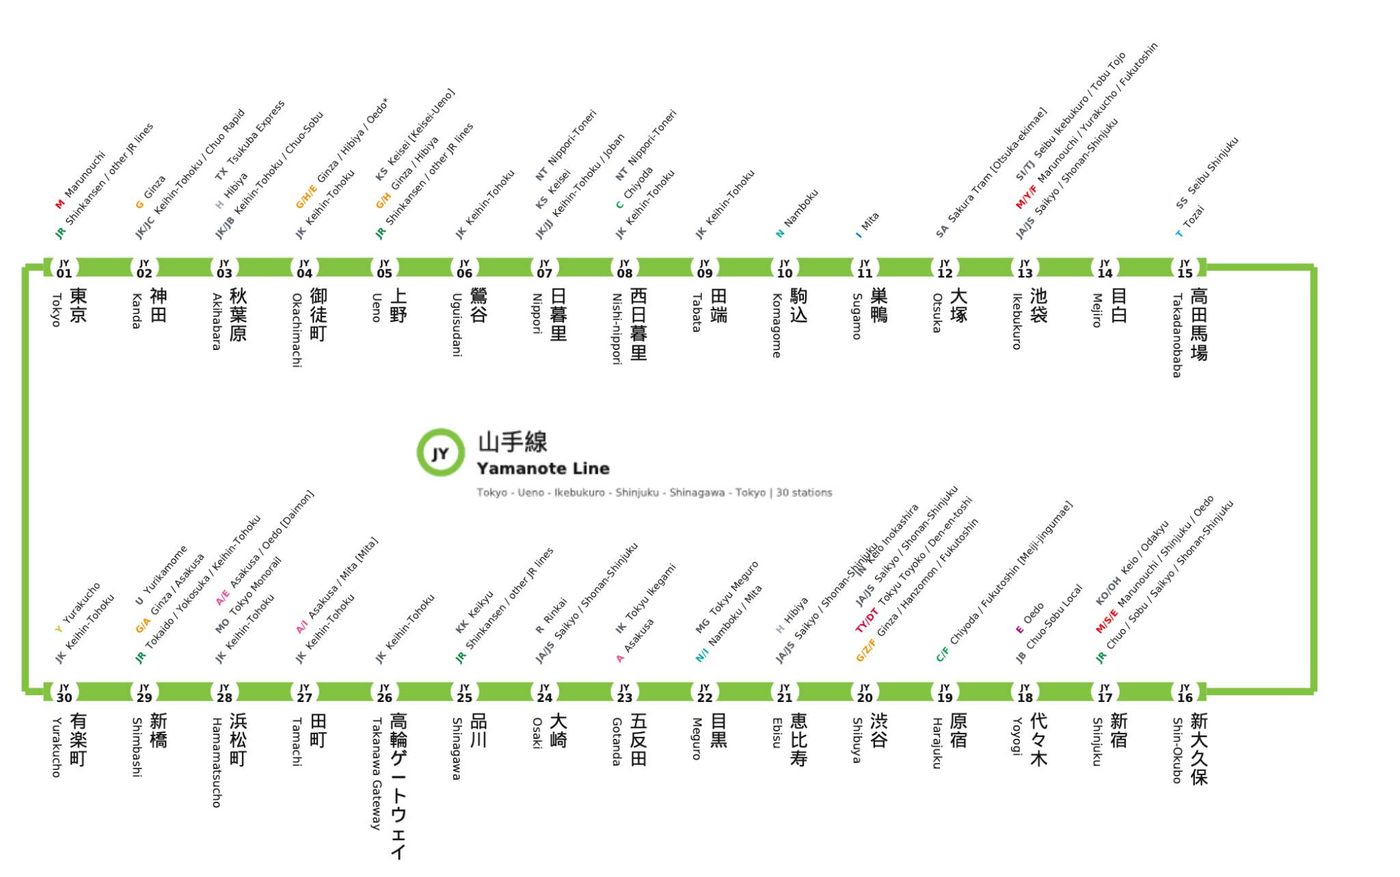 M Marunouchi
JR Shinkansen / other JR lines
G Ginza
JK/JC Keihin-Tohoku / Chuo Rapid
TX Tsukuba Express
H Hibiya
JK/JB Keihin-Tohoku / Chuo-Sobu
G/H/E Ginza / Hibiya / Oedo*
JK Keihin-Tohoku
KS Keisei [Keisei-Ueno]
G/H Ginza / Hibiya
JR Shinkansen / other JR lines
JK Keihin-Tohoku
NT Nippori-Toneri
KS Keisei
JK/JJ Keihin-Tohoku / Joban
NT Nippori-Toneri
C Chiyoda
JK Keihin-Tohoku
JK Keihin-Tohoku
N Namboku
I Mita
SA Sakura Tram [Otsuka-ekimae]
SI/TJ Seibu Ikebukuro / Tobu Tojo
M/Y/F Marunouchi / Yurakucho / Fukutoshin
JA/JS Saikyo / Shonan-Shinjuku
SS Seibu Shinjuku
T Tozai
JY 01
東京
Tokyo
JY 02
神田
Kanda
JY 03
秋葉原
Akihabara
JY 04
御徒町
Okachimachi
JY 05
上野
Ueno
JY 06
鶯谷
Uguisudani
JY 07
日暮里
Nippori
JY 08
西日暮里
Nishi-nippori
JY 09
田端
Tabata
JY 10
駒込
Komagome
JY 11
巣鴨
Sugamo
JY 12
大塚
Otsuka
JY 13
池袋
Ikebukuro
JY 14
目白
Mejiro
JY 15
高田馬場
Takadanobaba
JY
山手線
Yamanote Line
Tokyo - Ueno - Ikebukuro - Shinjuku - Shinagawa - Tokyo | 30 stations
Y Yurakucho
JK Keihin-Tohoku
U Yurikamome
G/A Ginza / Asakusa
JR Tokaido / Yokosuka / Keihin-Tohoku
A/E Asakusa / Oedo [Daimon]
MO Tokyo Monorail
JK Keihin-Tohoku
A/I Asakusa / Mita [Mita]
JK Keihin-Tohoku
JK Keihin-Tohoku
KK Keikyu
JR Shinkansen / other JR lines
R Rinkai
JA/JS Saikyo / Shonan-Shinjuku
IK Tokyu Ikegami
A Asakusa
MG Tokyu Meguro
N/I Namboku / Mita
H Hibiya
JA/JS Saikyo / Shonan-Shinjuku
IN Keio Inokashira
JA/JS Saikyo / Shonan-Shinjuku
TY/DT Tokyu Toyoko / Den-en-toshi
G/Z/F Ginza / Hanzomon / Fukutoshin
C/F Chiyoda / Fukutoshin [Meiji-jingumae]
E Oedo
JB Chuo-Sobu Local
KO/OH Keio / Odakyu
M/S/E Marunouchi / Shinjuku / Oedo
JR Chuo / Sobu / Saikyo / Shonan-Shinjuku
JY 30
有楽町
Yurakucho
JY 29
新橋
Shimbashi
JY 28
浜松町
Hamamatsucho
JY 27
田町
Tamachi
JY 26
高輪ゲートウェイ
Takanawa Gateway
JY 25
品川
Shinagawa
JY 24
大崎
Osaki
JY 23
五反田
Gotanda
JY 22
目黒
Meguro
JY 21
恵比寿
Ebisu
JY 20
渋谷
Shibuya
JY 19
原宿
Harajuku
JY 18
代々木
Yoyogi
JY 17
新宿
Shinjuku
JY 16
新大久保
Shin-Okubo